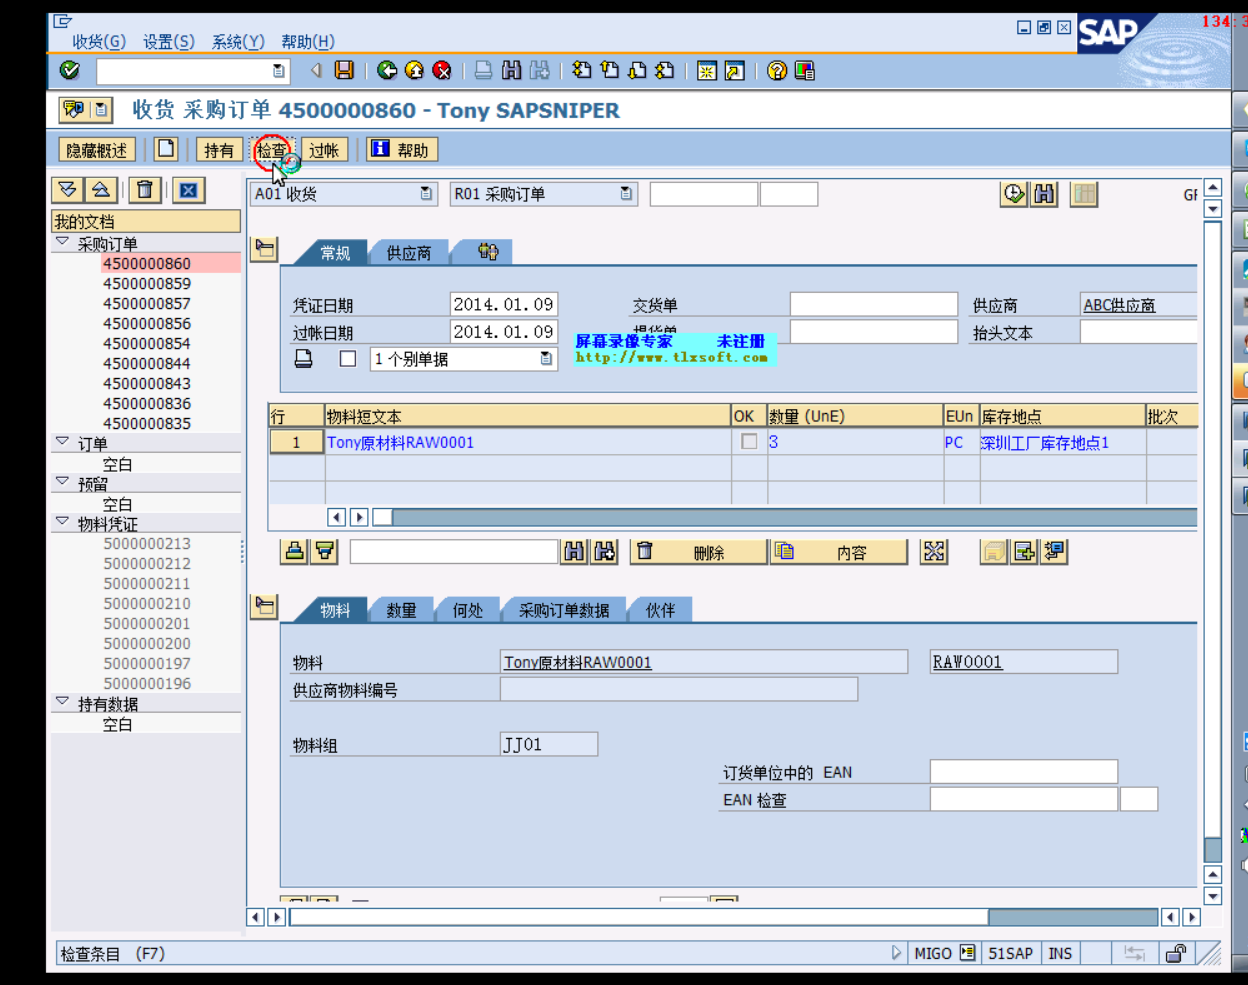 134:3
收货(G) 设置(S) 系统(Y) 帮助(H)
SAP
收货 采购订单 4500000860 - Tony SAPSNIPER
隐藏概述 持有 检查 过帐 帮助
A01 收货 R01 采购订单 GR
我的文档
采购订单
4500000860
4500000859
4500000857
4500000856
4500000854
4500000844
4500000843
4500000836
4500000835
订单
空白
预留
空白
物料凭证
5000000213
5000000212
5000000211
5000000210
5000000201
5000000200
5000000197
5000000196
持有数据
空白
常规 供应商
凭证日期 2014.01.09 交货单 供应商 ABC供应商
过帐日期 2014.01.09 提货单 抬头文本
1 个别单据
屏幕录像专家 未注册
http://www.tlxsoft.com
行 物料短文本 OK 数量 (UnE) EUn 库存地点 批次
1 Tony原材料RAW0001 3 PC 深圳工厂库存地点1
删除 内容
物料 数量 何处 采购订单数据 伙伴
物料 Tony原材料RAW0001 RAW0001
供应商物料编号
物料组 JJ01
订货单位中的 EAN
EAN 检查
检查条目 (F7) MIGO 51SAP INS